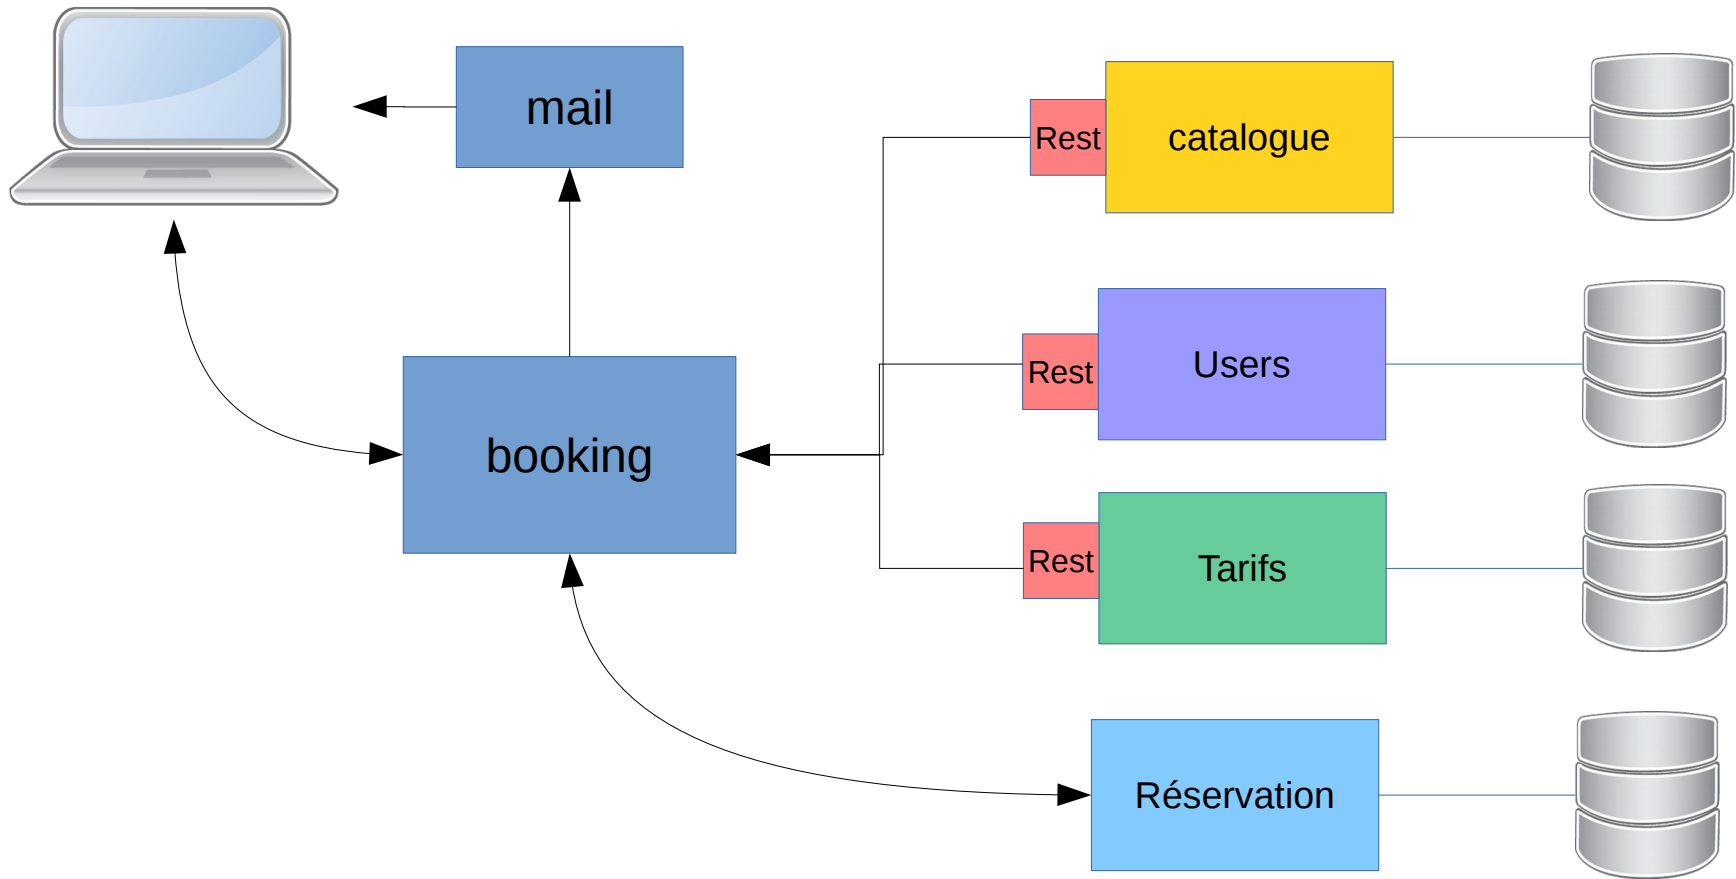 mail
Rest
catalogue
Rest
Users
booking
Rest
Tarifs
Réservation